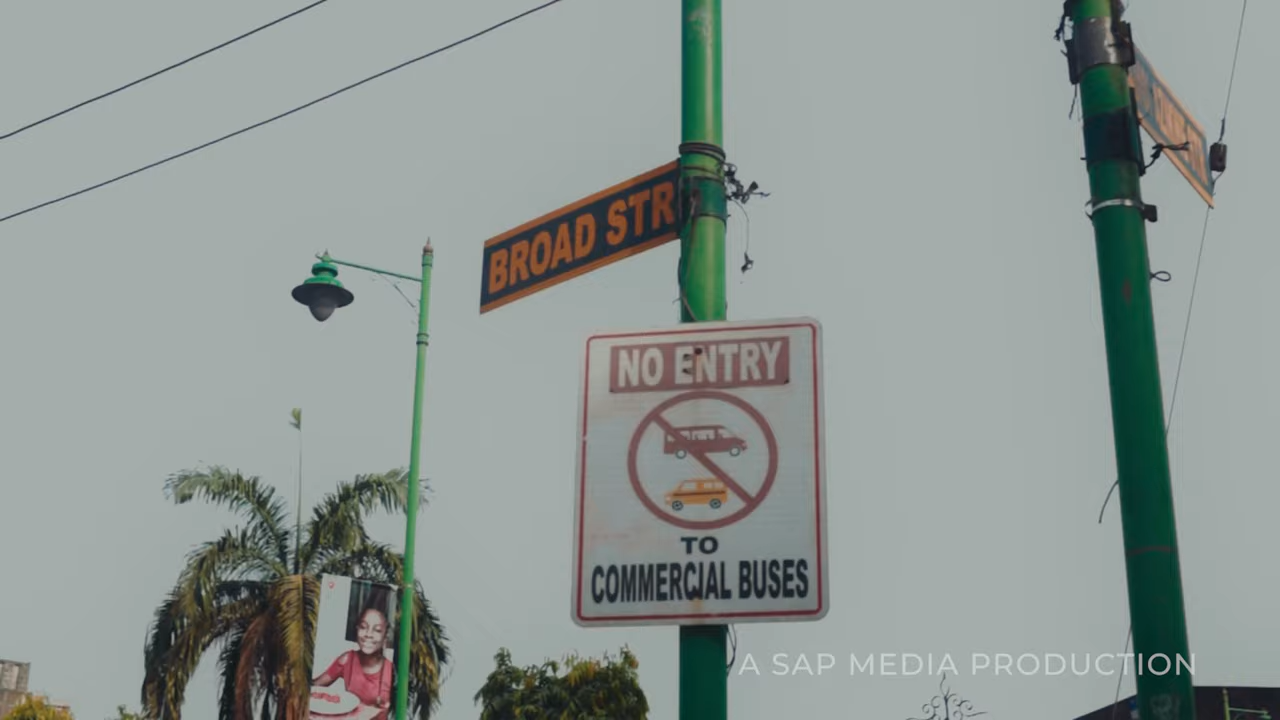 BROAD STR
NO ENTRY
TO
COMMERCIAL BUSES
A SAP MEDIA PRODUCTION